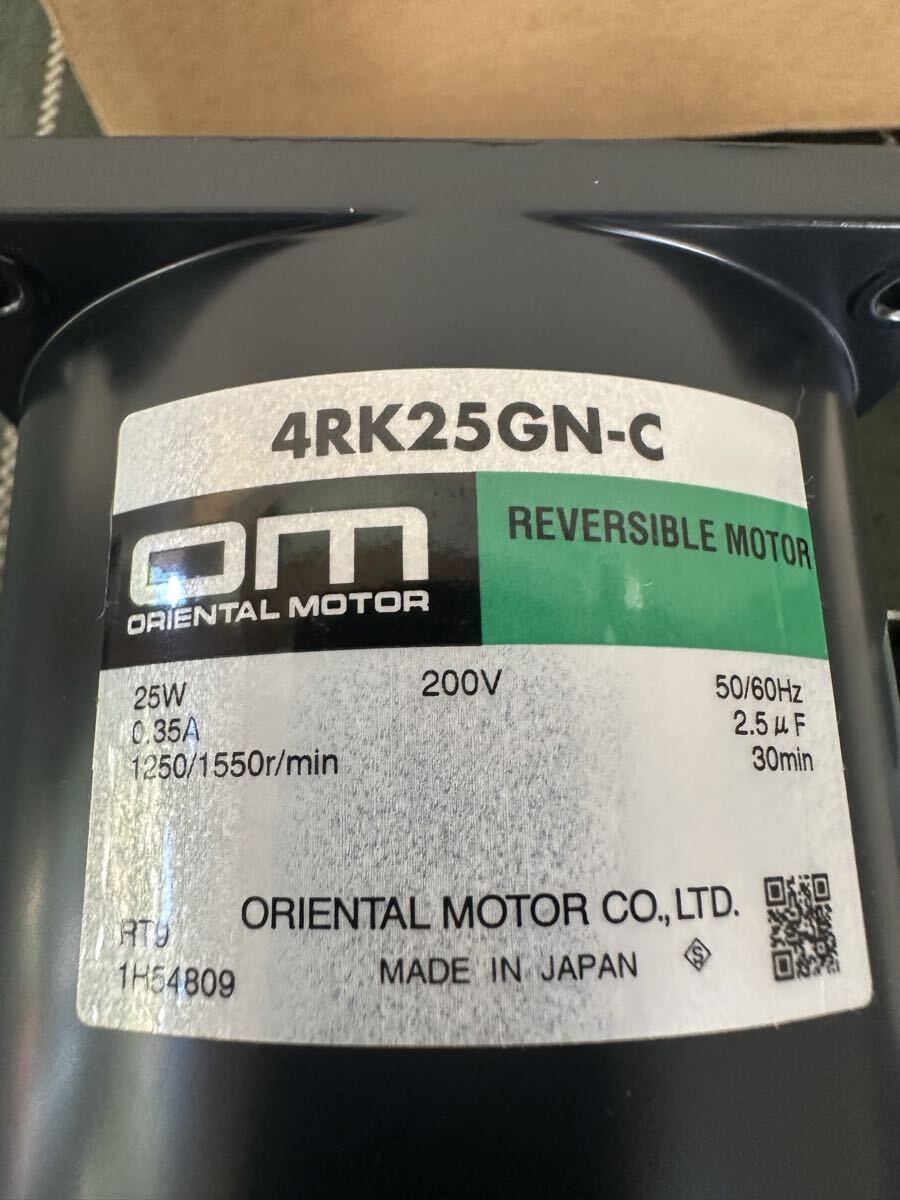 4RK25GN-C
OM
ORIENTAL MOTOR
REVERSIBLE MOTOR
25W 200V 50/60Hz
0.35A 2.5μF
1250/1550r/min 30min
ORIENTAL MOTOR CO.,LTD.
RT9
MADE IN JAPAN
S
1H54809